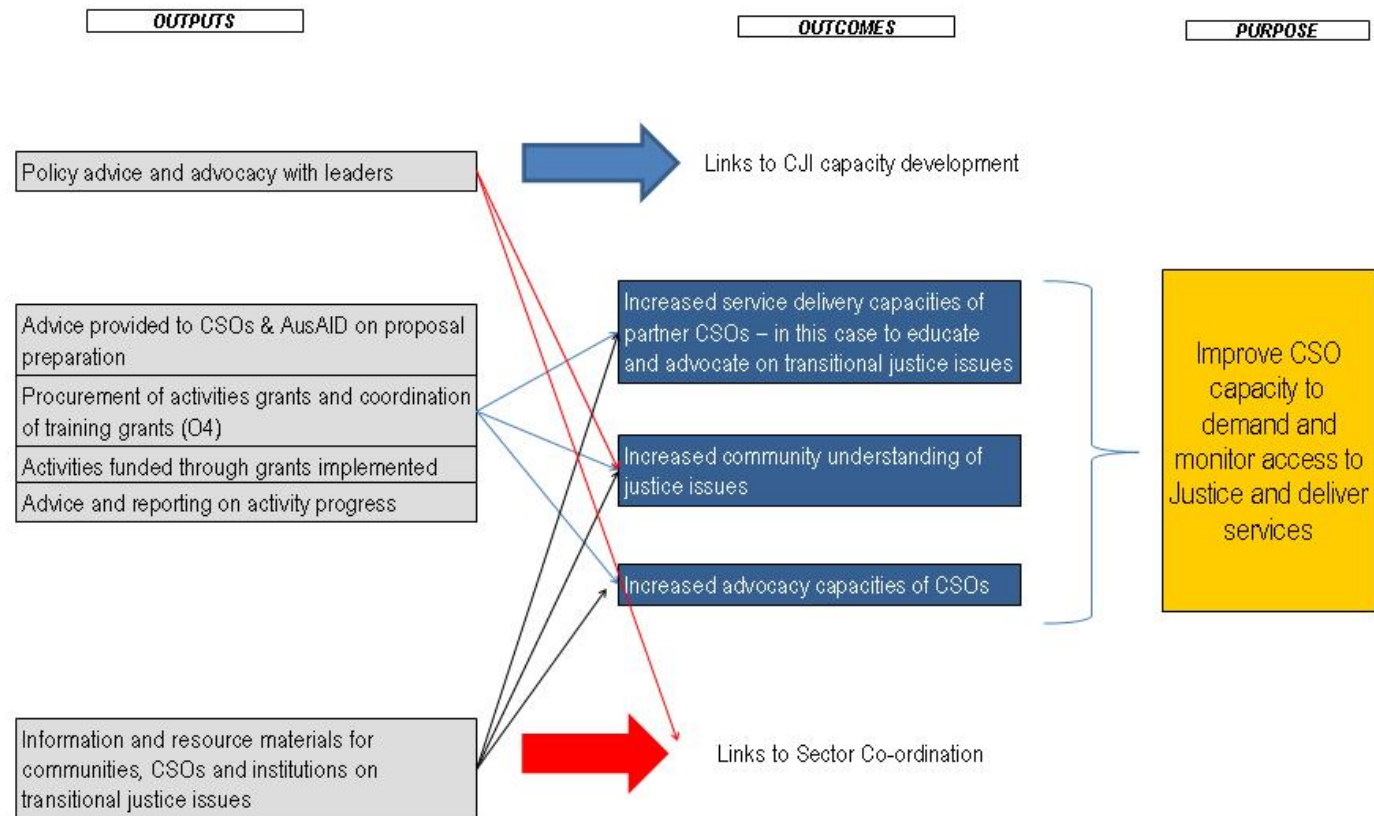 OUTPUTS
OUTCOMES
PURPOSE
Policy advice and advocacy with leaders
Links to CJI capacity development
Advice provided to CSOs & AusAID on proposal
preparation
Procurement of activities grants and coordination
of training grants (O4)
Activities funded through grants implemented
Advice and reporting on activity progress
Increased service delivery capacities of
partner CSOs – in this case to educate
and advocate on transitional justice issues
Increased community understanding of
justice issues
Increased advocacy capacities of CSOs
Improve CSO
capacity to
demand and
monitor access to
Justice and deliver
services
Information and resource materials for
communities, CSOs and institutions on
transitional justice issues
Links to Sector Co-ordination